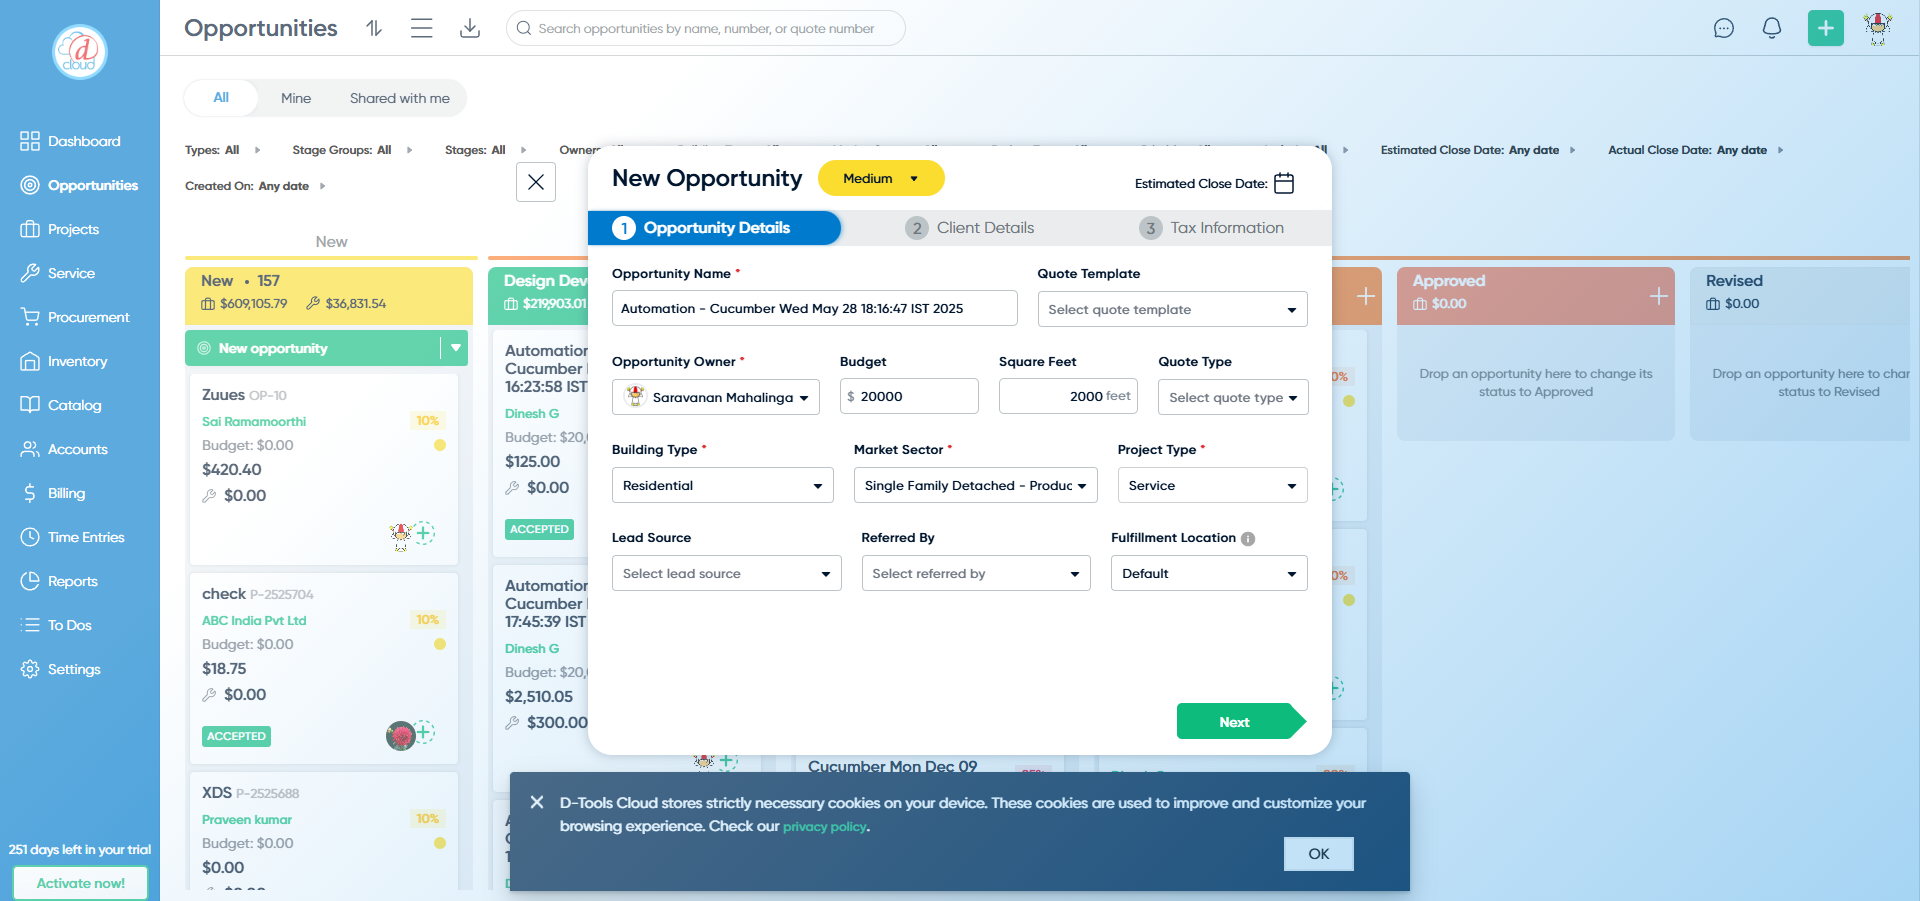 d
cloud
Opportunities
Search opportunities by name, number, or quote number
All
Mine
Shared with me
Dashboard
Opportunities
Projects
Service
Procurement
Inventory
Catalog
Accounts
Billing
Time Entries
Reports
To Dos
Settings
251 days left in your trial
Activate now!
Types: All
Stage Groups: All
Stages: All
Owners
Estimated Close Date: Any date
Actual Close Date: Any date
Created On: Any date
New
New • 157
$609,105.79 $36,831.54
New opportunity
Zuues OP-10
Sai Ramamoorthi 10%
Budget: $0.00
$420.40
$0.00
check P-2525704
ABC India Pvt Ltd 10%
Budget: $0.00
$18.75
$0.00
ACCEPTED
XDS P-2525688
Praveen kumar 10%
Budget: $0.00
$0.00
Design Dev
$219,903.01
Automation
Cucumber
16:23:58 IST
Dinesh G
Budget: $20,
$125.00
$0.00
ACCEPTED
Automation
Cucumber
17:45:39 IST
Dinesh G
Budget: $20,
$2,510.05
$300.00
Cucumber Mon Dec 09
Approved
$0.00
Drop an opportunity here to change its
status to Approved
Revised
$0.00
Drop an opportunity here to char
status to Revised
New Opportunity
Medium
Estimated Close Date:
1 Opportunity Details
2 Client Details
3 Tax Information
Opportunity Name *
Automation - Cucumber Wed May 28 18:16:47 IST 2025
Quote Template
Select quote template
Opportunity Owner *
Saravanan Mahalinga
Budget
$ 20000
Square Feet
2000 feet
Quote Type
Select quote type
Building Type *
Residential
Market Sector *
Single Family Detached - Produc
Project Type *
Service
Lead Source
Select lead source
Referred By
Select referred by
Fulfillment Location
Default
Next
D-Tools Cloud stores strictly necessary cookies on your device. These cookies are used to improve and customize your
browsing experience. Check our privacy policy.
OK